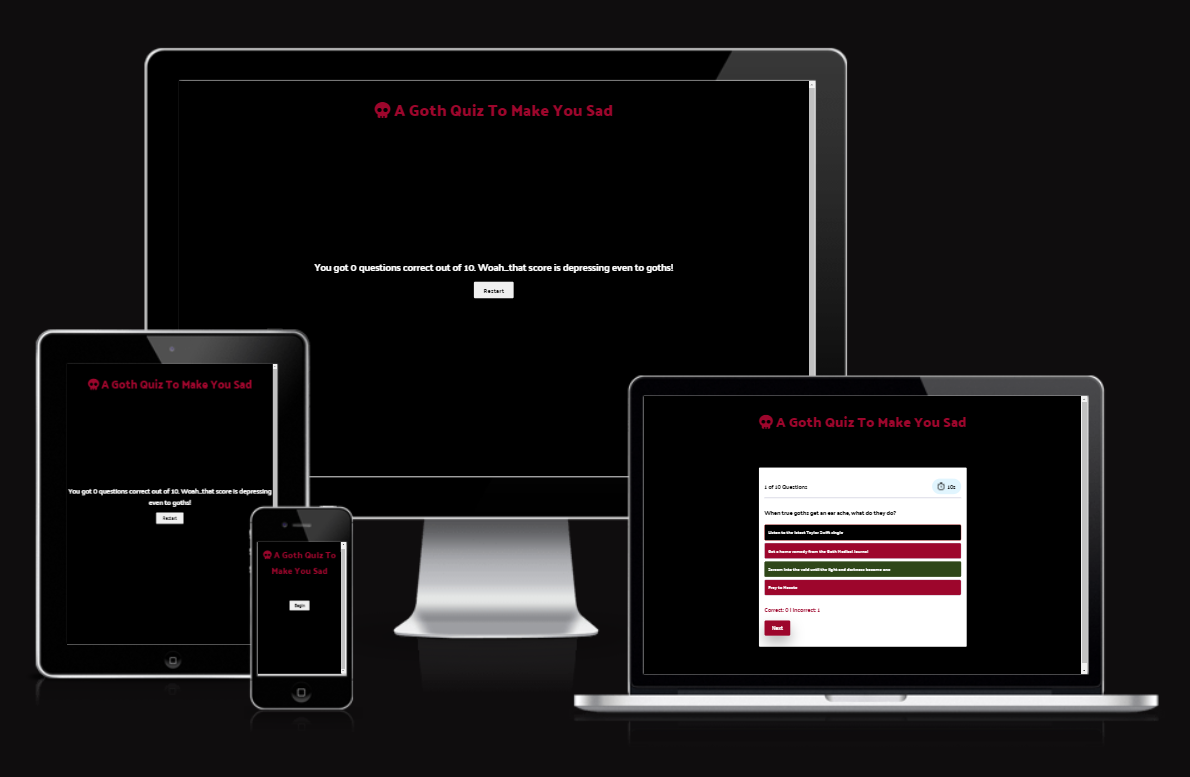 A Goth Quiz To Make You Sad
You got 0 questions correct out of 10. Woah...that score is depressing even to goths!
Restart
A Goth Quiz To Make You Sad
You got 0 questions correct out of 10. Woah...that score is depressing
even to goths!
Restart
A Goth Quiz To
Make You Sad
Begin
A Goth Quiz To Make You Sad
1 of 10 Questions
10s
When true goths get an ear ache, what do they do?
Listen to the latest Taylor Swift single
Get a home remedy from the Goth Medical Journal
Scream into the void until the light and darkness become one
Pray to Hecate
Correct: 0 | Incorrect: 1
Next